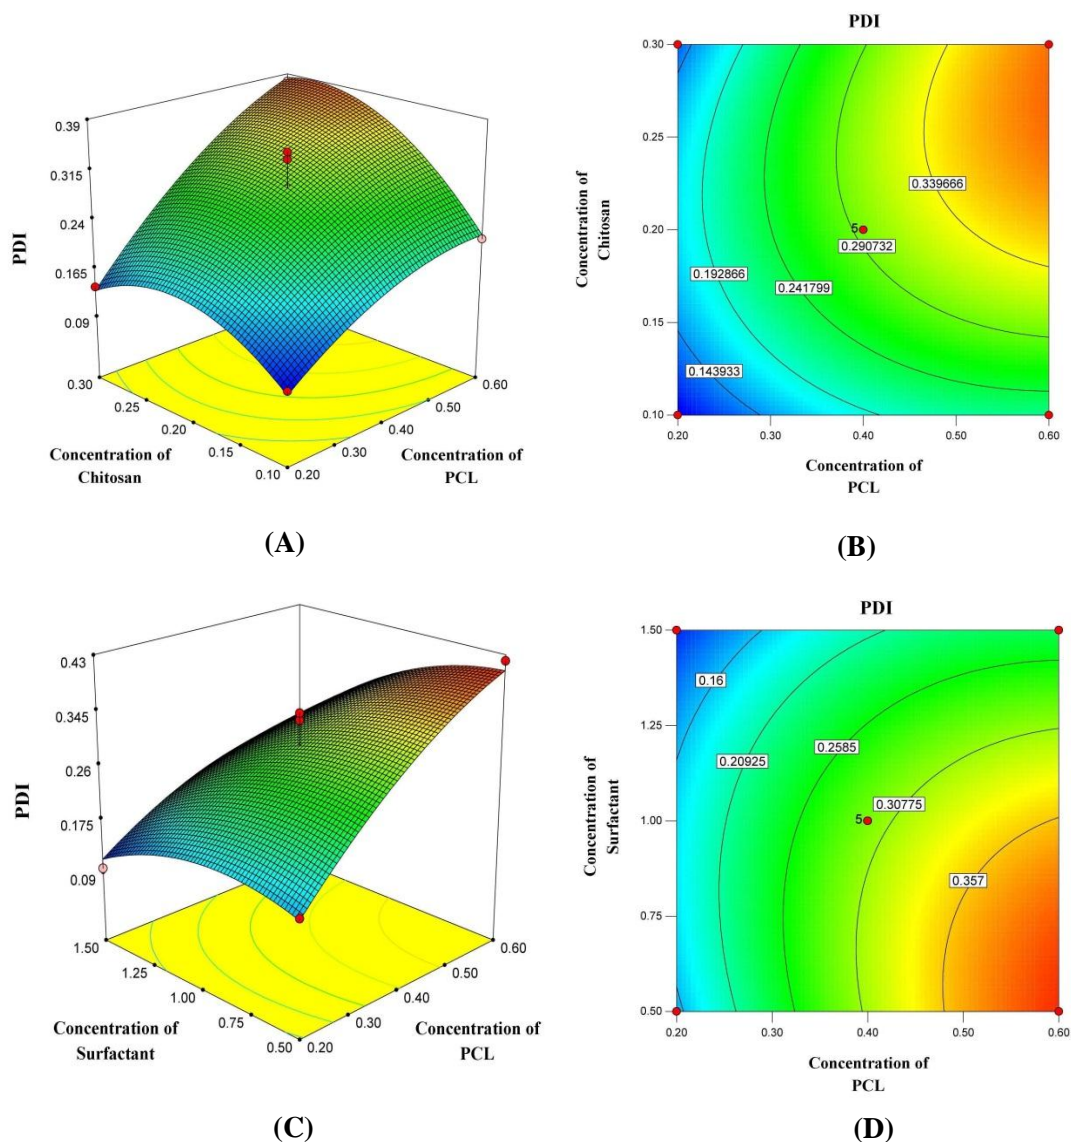 0.39
0.315
0.24
0.165
0.09
PDI
0.30
0.25
0.20
0.15
0.10
Concentration of
Chitosan
0.20
0.30
0.40
0.50
0.60
Concentration of
PCL
(A)
PDI
0.30
0.25
0.20
0.15
0.10
Concentration of
Chitosan
0.339666
5
0.290732
0.192866
0.241799
0.143933
0.20
0.30
0.40
0.50
0.60
Concentration of
PCL
(B)
0.43
0.345
0.26
0.175
0.09
PDI
1.50
1.25
1.00
0.75
0.50
Concentration of
Surfactant
0.20
0.30
0.40
0.50
0.60
Concentration of
PCL
(C)
PDI
1.50
1.25
1.00
0.75
0.50
Concentration of
Surfactant
0.16
0.20925
0.2585
0.30775
5
0.357
0.20
0.30
0.40
0.50
0.60
Concentration of
PCL
(D)